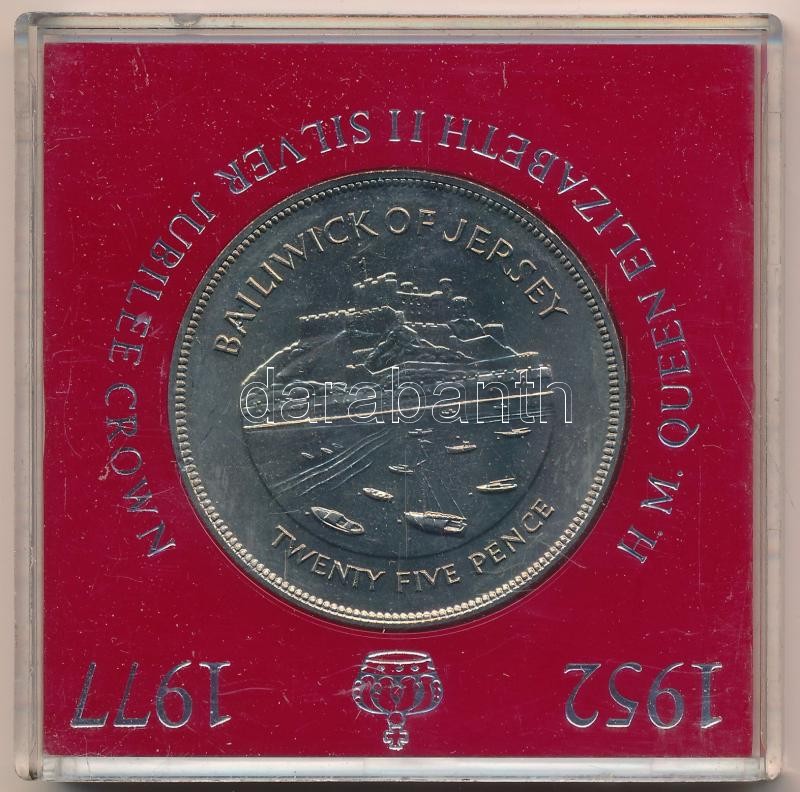 H. M. QUEEN ELIZABETH II SILVER JUBILEE CROWN
BAILIWICK OF JERSEY
darabanth
TWENTY FIVE PENCE
1952
1977